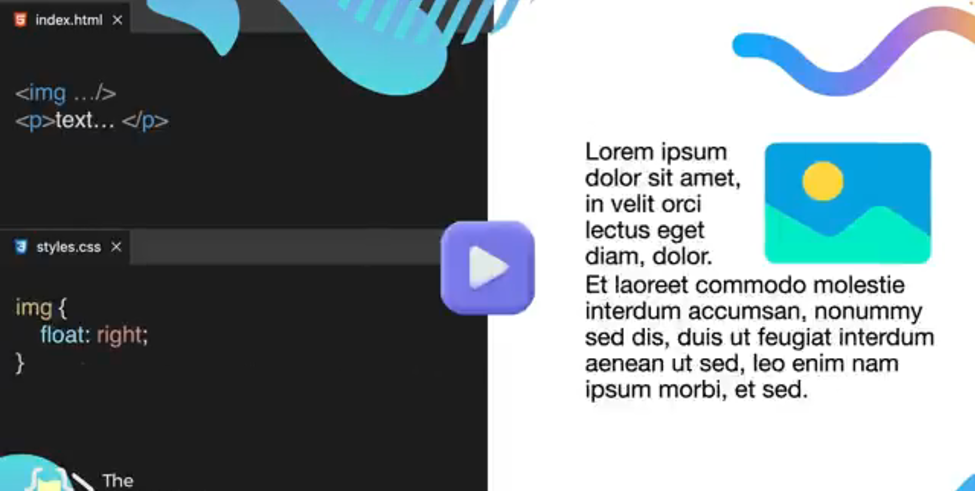 index.html ×
<img .../>
<p>text... </p>
styles.css ×
img {
float: right;
}
The
Lorem ipsum
dolor sit amet,
in velit orci
lectus eget
diam, dolor.
Et laoreet commodo molestie
interdum accumsan, nonummy
sed dis, duis ut feugiat interdum
aenean ut sed, leo enim nam
ipsum morbi, et sed.